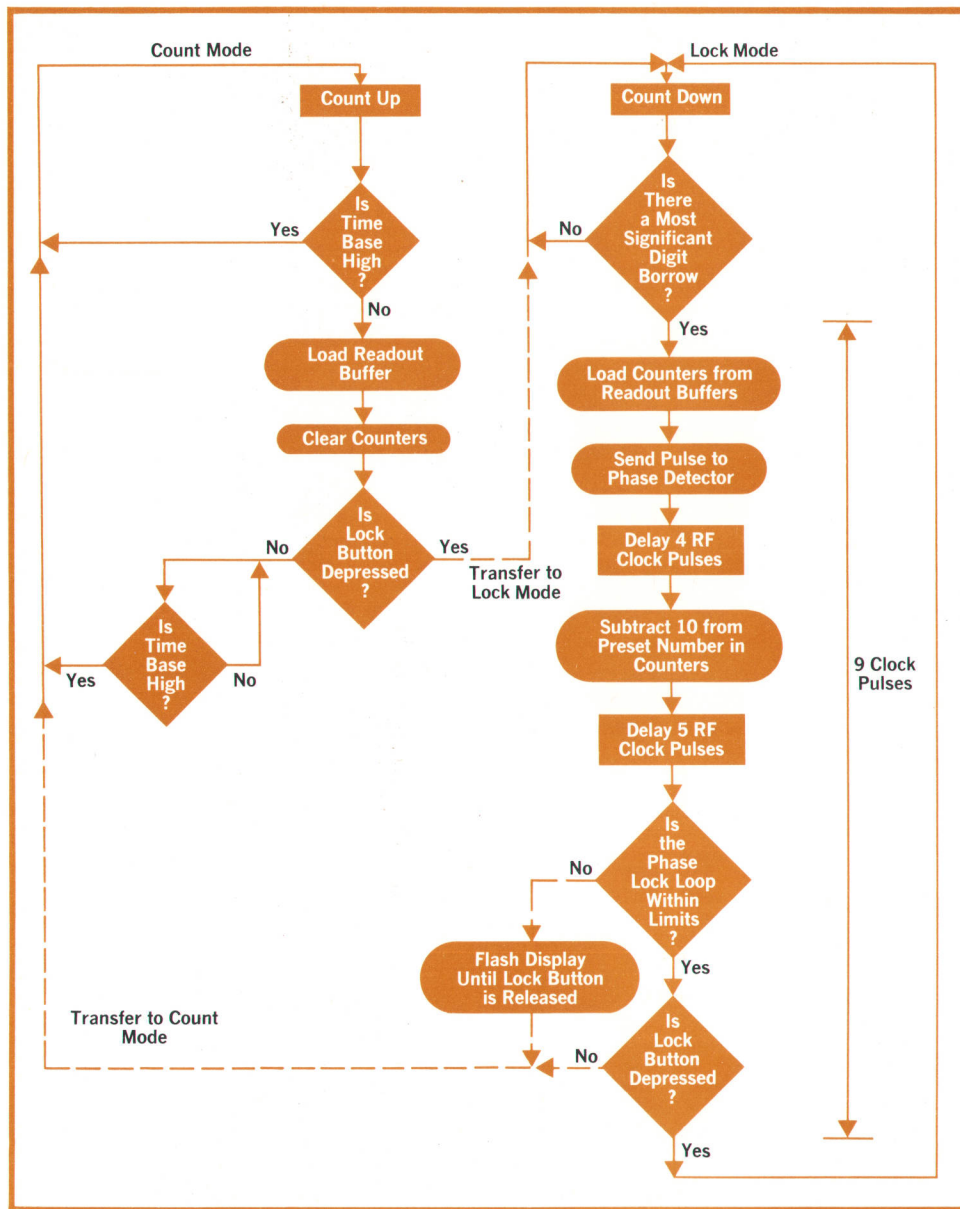 Count Mode
Count Up
Is
Time
Base
High
?
Yes
No
Load Readout
Buffer
Clear Counters
Is
Lock
Button
Depressed
?
No
Yes
Transfer to
Lock Mode
Is
Time
Base
High
?
Yes
No
Transfer to Count
Mode
Lock Mode
Count Down
Is
There
a Most
Significant
Digit
Borrow
?
No
Yes
Load Counters from
Readout Buffers
Send Pulse to
Phase Detector
Delay 4 RF
Clock Pulses
Subtract 10 from
Preset Number in
Counters
9 Clock
Pulses
Delay 5 RF
Clock Pulses
Is
the
Phase
Lock Loop
Within
Limits
?
No
Yes
Flash Display
Until Lock Button
is Released
Is
Lock
Button
Depressed
?
No
Yes